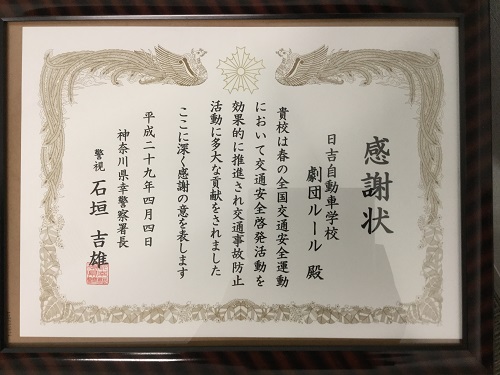 感謝状
日吉自動車学校
劇団ルール 殿
貴校は春の全国交通安全運動
において交通安全啓発活動を
効果的に推進され交通事故防止
活動に多大な貢献をされました
ここに深く感謝の意を表します
平成二十九年四月四日
神奈川県幸警察署長
警視 石垣 吉雄